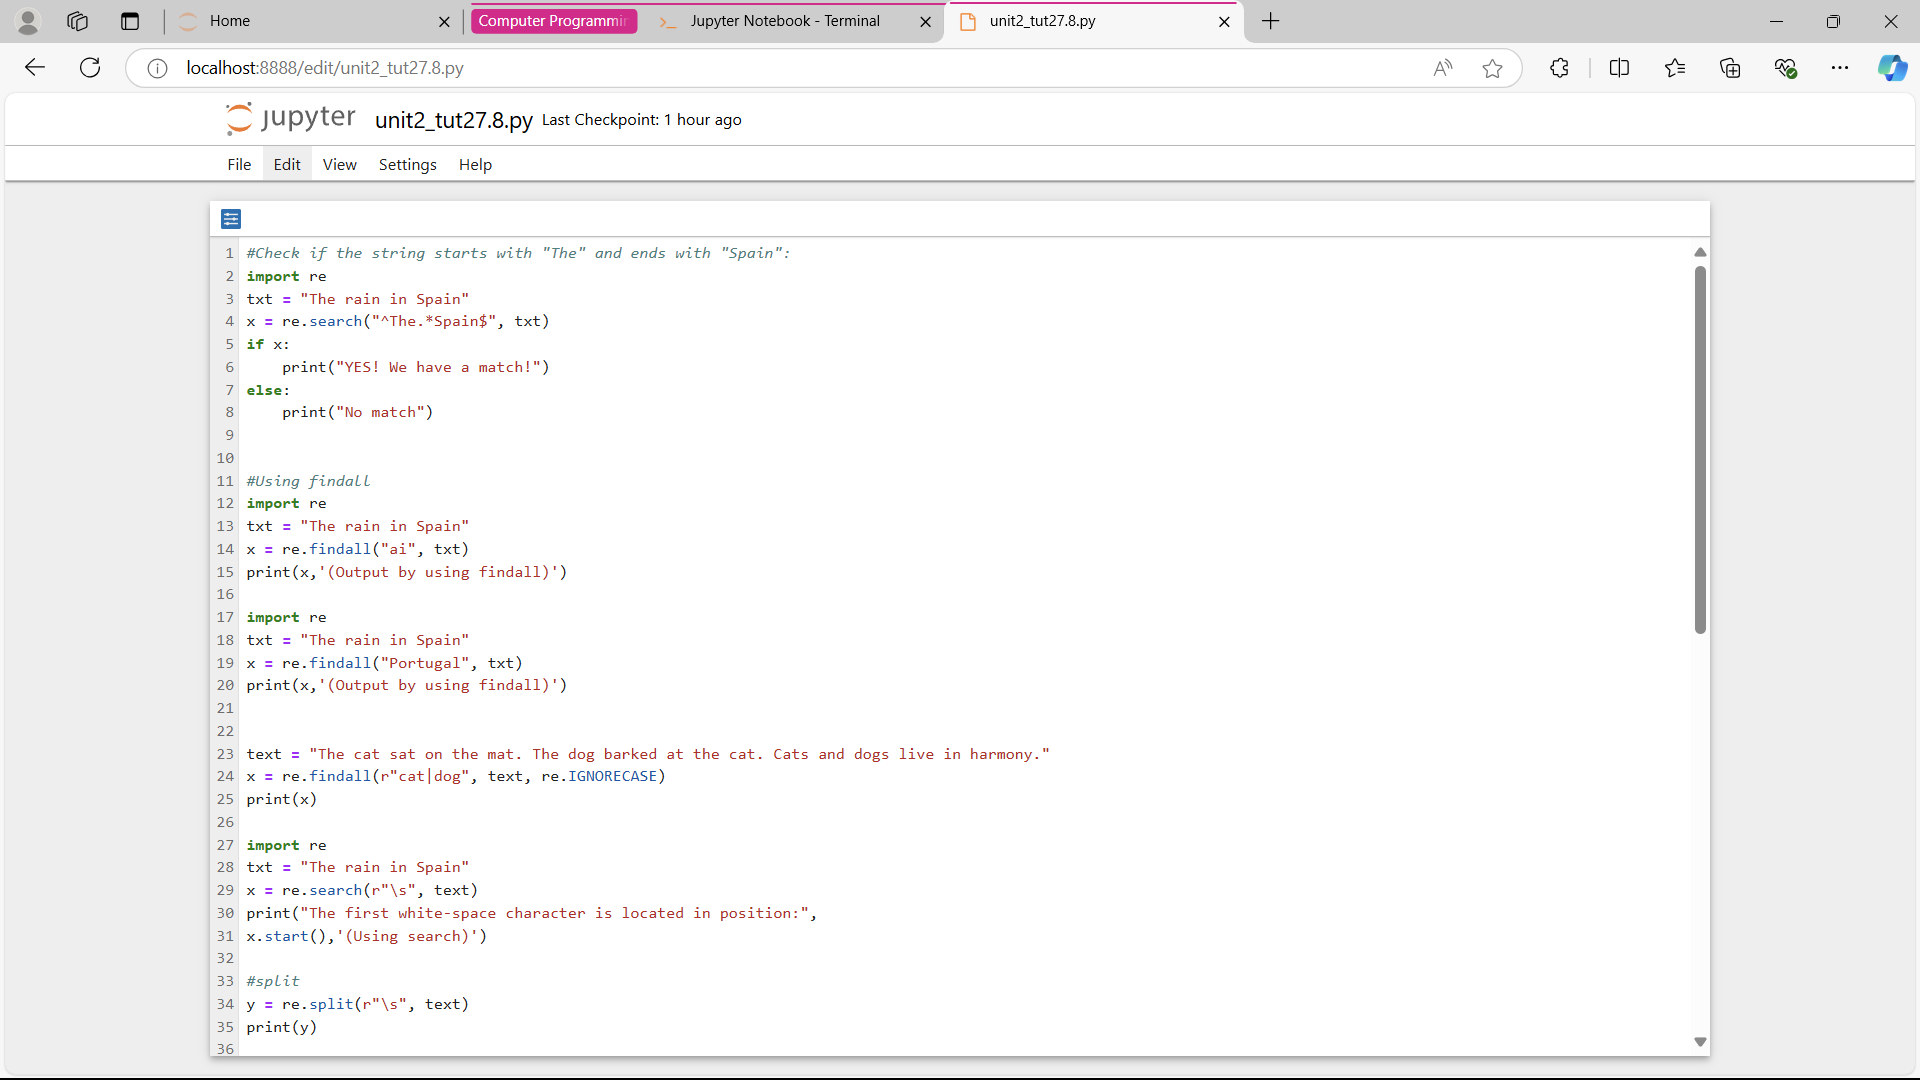 Home
Computer Programmi
Jupyter Notebook - Terminal
unit2_tut27.8.py
localhost:8888/edit/unit2_tut27.8.py
jupyter unit2_tut27.8.py Last Checkpoint: 1 hour ago
File Edit View Settings Help
1 #Check if the string starts with "The" and ends with "Spain":
2 import re
3 txt = "The rain in Spain"
4 x = re.search("^The.*Spain$", txt)
5 if x:
6     print("YES! We have a match!")
7 else:
8     print("No match")
9
10
11 #Using findall
12 import re
13 txt = "The rain in Spain"
14 x = re.findall("ai", txt)
15 print(x,'(Output by using findall)')
16
17 import re
18 txt = "The rain in Spain"
19 x = re.findall("Portugal", txt)
20 print(x,'(Output by using findall)')
21
22
23 text = "The cat sat on the mat. The dog barked at the cat. Cats and dogs live in harmony."
24 x = re.findall(r"cat|dog", text, re.IGNORECASE)
25 print(x)
26
27 import re
28 txt = "The rain in Spain"
29 x = re.search(r"\s", text)
30 print("The first white-space character is located in position:",
31 x.start(),'(Using search)')
32
33 #split
34 y = re.split(r"\s", text)
35 print(y)
36